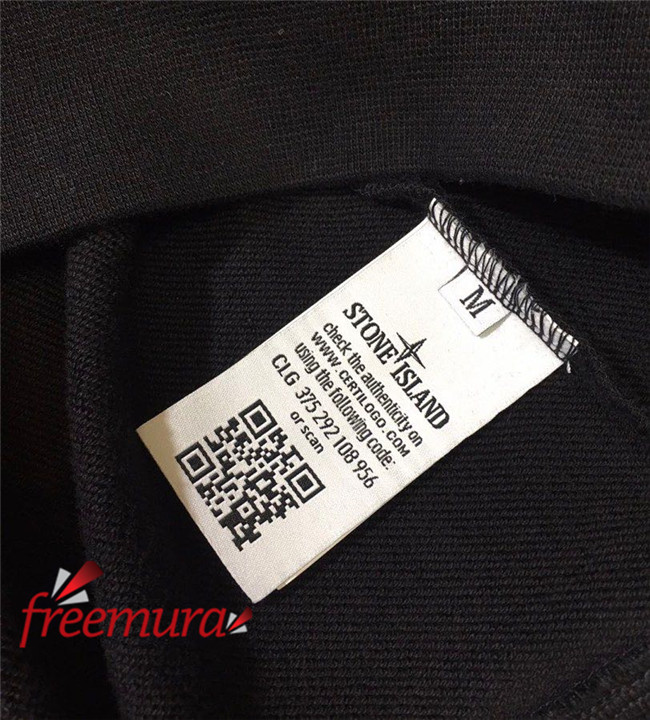 M
STONE ISLAND
check the authenticity on
WWW.CERTILOGO.COM
using the following code:
CLG 375 292 108 956
or scan
freemura